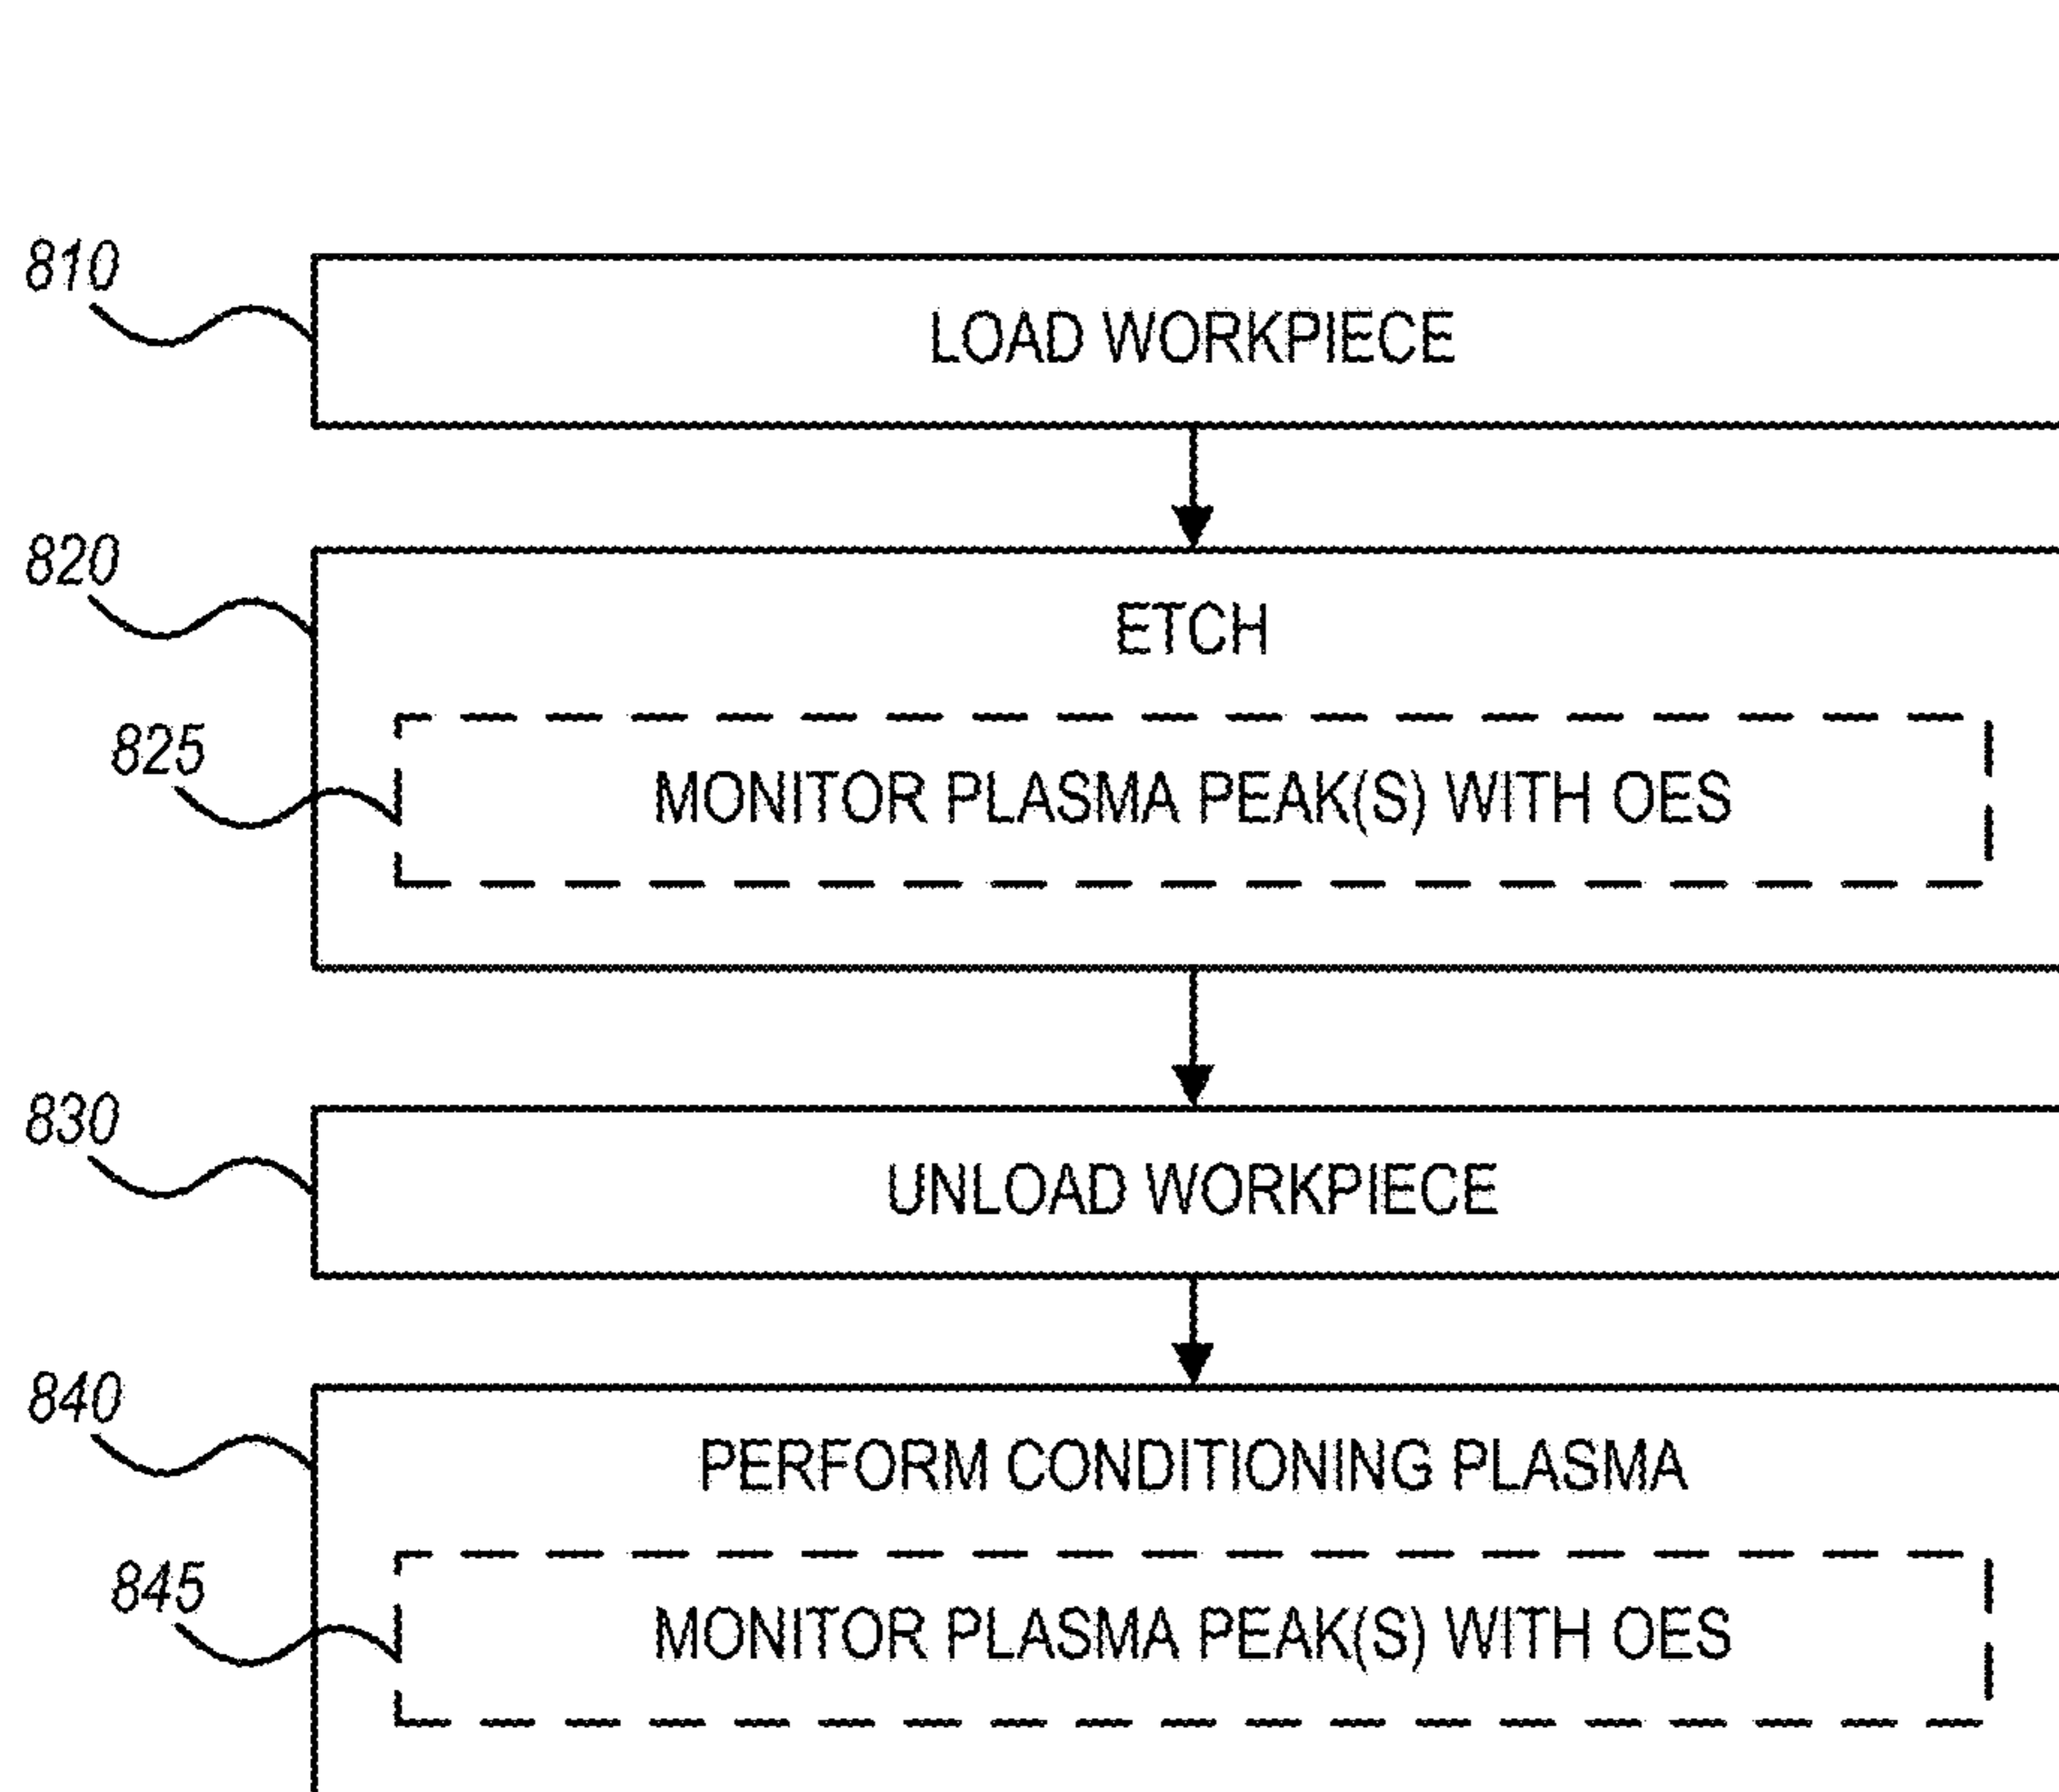 810
LOAD WORKPIECE
820
ETCH
825
MONITOR PLASMA PEAK(S) WITH OES
830
UNLOAD WORKPIECE
840
PERFORM CONDITIONING PLASMA
845
MONITOR PLASMA PEAK(S) WITH OES